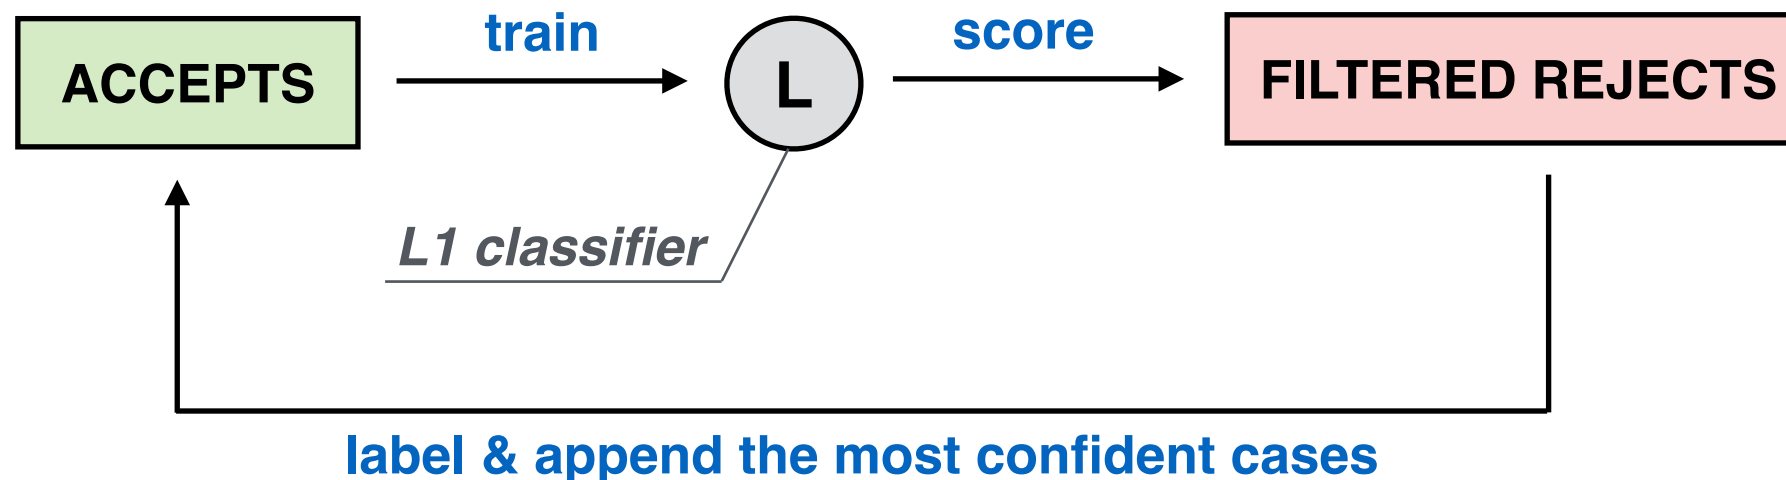 train
score
ACCEPTS
L
FILTERED REJECTS
L1 classifier
label & append the most confident cases